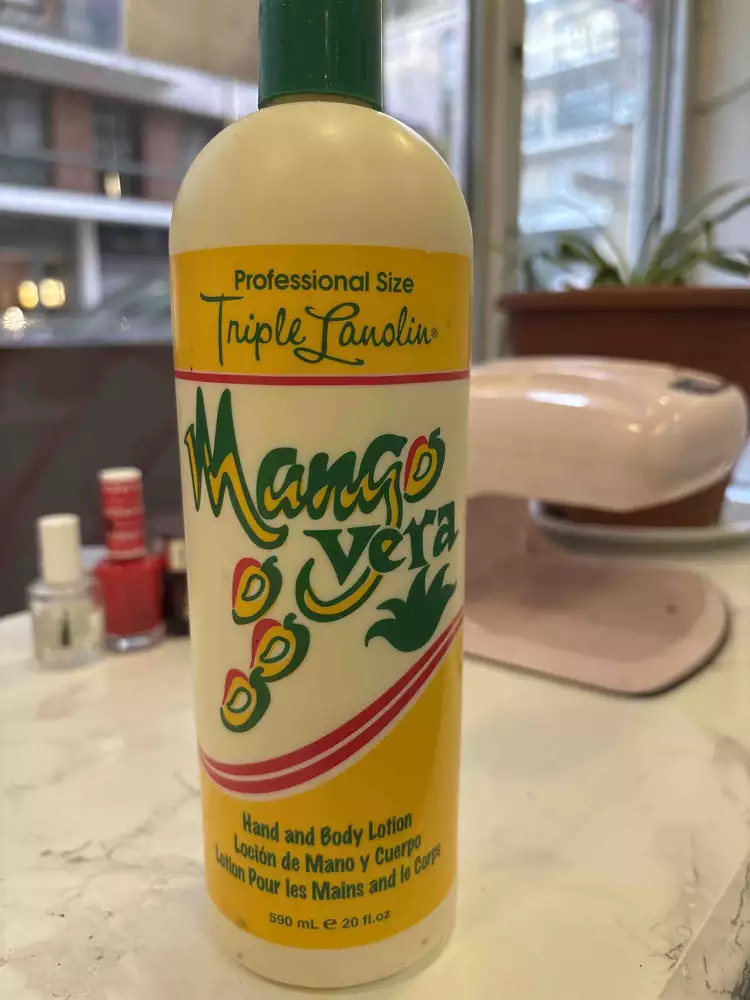 Professional Size
Triple Lanolin®
Mango
vera
Hand and Body Lotion
Loción de Mano y Cuerpo
Lotion Pour les Mains and le Corps
590 mL ℮ 20 fl.oz